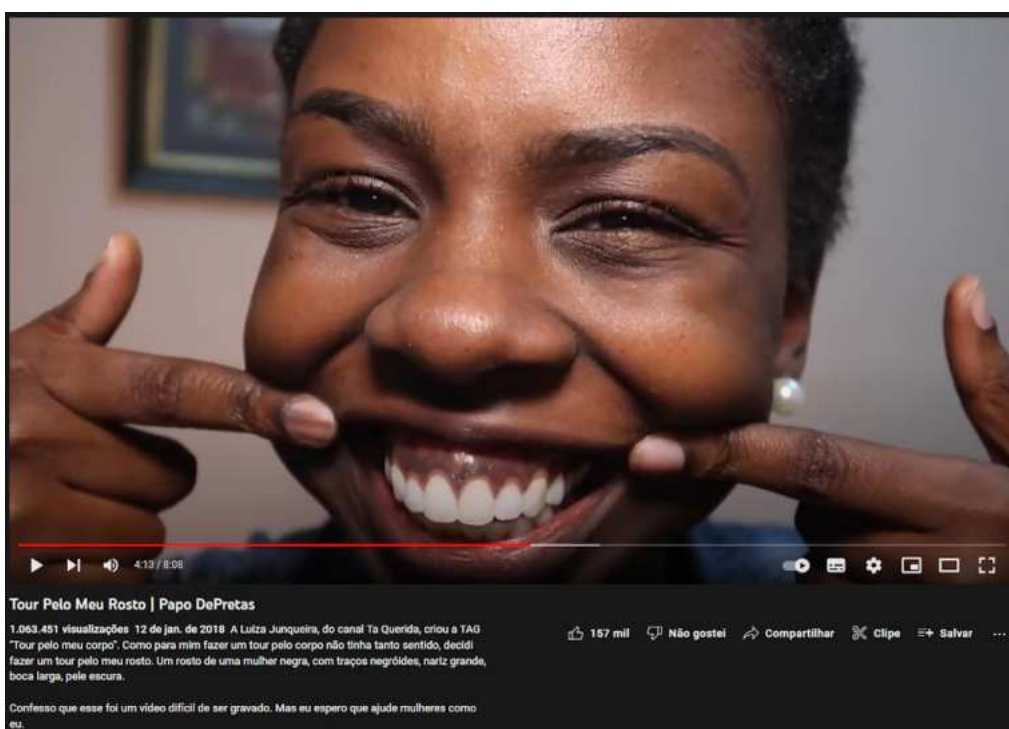 4:13 / 8:08
Tour Pelo Meu Rosto | Papo DePretas
1.063.451 visualizações 12 de jan. de 2018 A Luiza Junqueira, do canal Ta Querida, criou a TAG
"Tour pelo meu corpo". Como para mim fazer um tour pelo corpo não tinha tanto sentido, decidi
fazer um tour pelo meu rosto. Um rosto de uma mulher negra, com traços negróides, nariz grande,
boca larga, pele escura.
157 mil Não gostei Compartilhar Clipe Salvar ...
Confesso que esse foi um vídeo difícil de ser gravado. Mas eu espero que ajude mulheres como
eu.